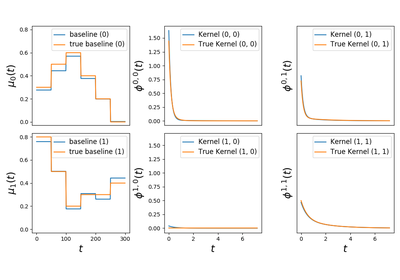 μ₀(t)
0.8
0.6
0.4
0.2
0.0
baseline (0)
true baseline (0)
ϕ⁰˒⁰(t)
1.50
1.25
1.00
0.75
0.50
0.25
0.00
Kernel (0, 0)
True Kernel (0, 0)
ϕ⁰˒¹(t)
Kernel (0, 1)
True Kernel (0, 1)
μ₁(t)
0.8
0.6
0.4
0.2
0.0
baseline (1)
true baseline (1)
0 100 200 300
t
ϕ¹˒⁰(t)
1.50
1.25
1.00
0.75
0.50
0.25
0.00
Kernel (1, 0)
True Kernel (1, 0)
0 2 4 6
t
ϕ¹˒¹(t)
Kernel (1, 1)
True Kernel (1, 1)
0 2 4 6
t